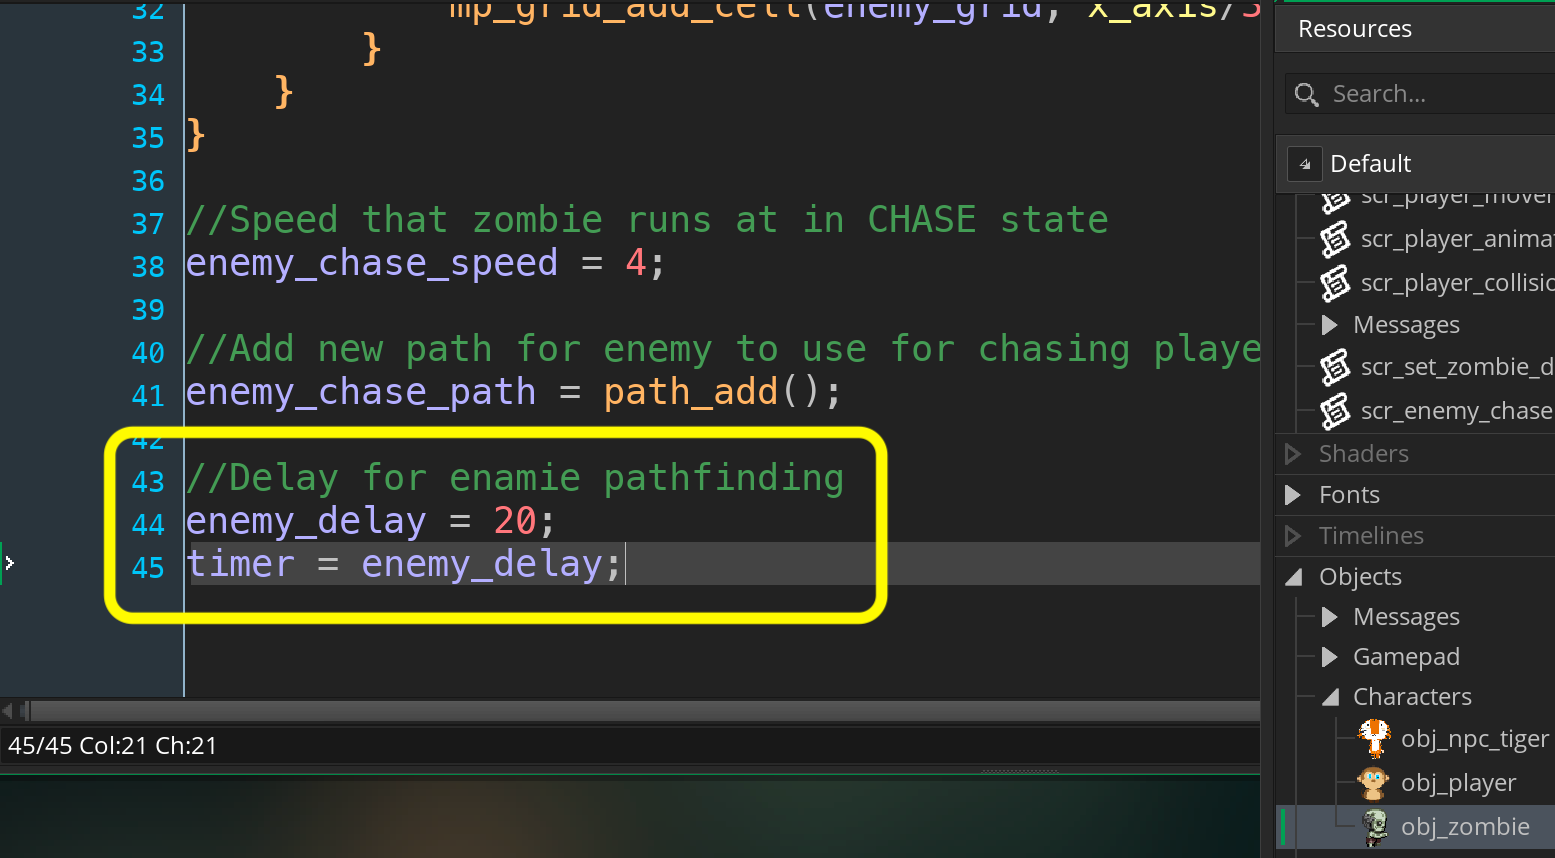 32 mp_grid_add_cell(enemy_grid, x_axis/3
33 }
34 }
35 }
36
37 //Speed that zombie runs at in CHASE state
38 enemy_chase_speed = 4;
39
40 //Add new path for enemy to use for chasing playe
41 enemy_chase_path = path_add();
42
43 //Delay for enamie pathfinding
44 enemy_delay = 20;
45 timer = enemy_delay;
45/45 Col:21 Ch:21
Resources
Search...
Default
scr_player_mover
scr_player_anima
scr_player_collisio
Messages
scr_set_zombie_d
scr_enemy_chase
Shaders
Fonts
Timelines
Objects
Messages
Gamepad
Characters
obj_npc_tiger
obj_player
obj_zombie